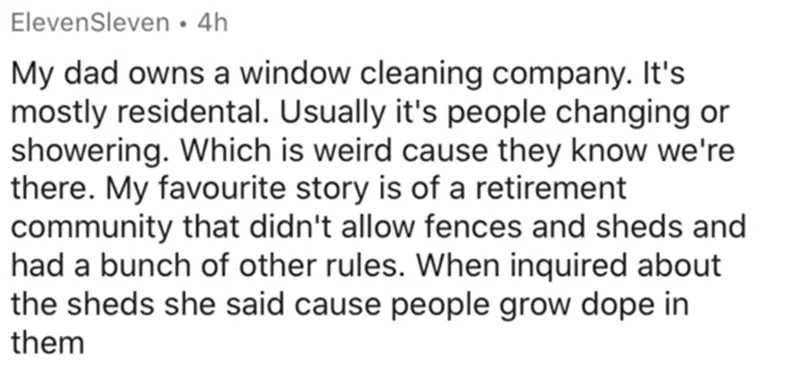 ElevenSleven • 4h
My dad owns a window cleaning company. It's
mostly residental. Usually it's people changing or
showering. Which is weird cause they know we're
there. My favourite story is of a retirement
community that didn't allow fences and sheds and
had a bunch of other rules. When inquired about
the sheds she said cause people grow dope in
them